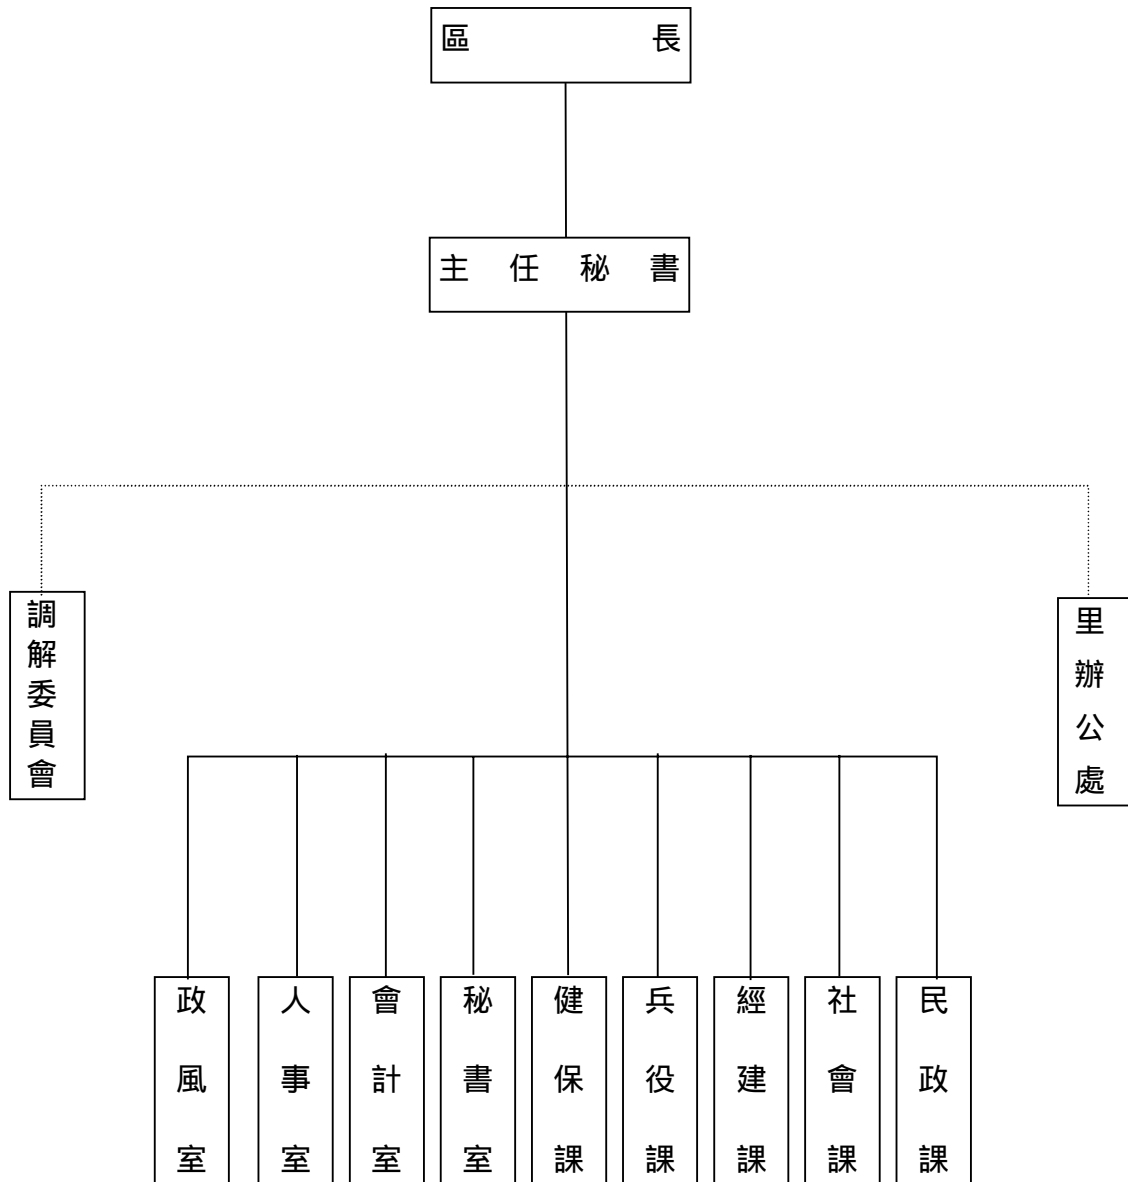 區長
主任秘書
調解委員會
里辦公處
政風室
人事室
會計室
秘書室
健保課
兵役課
經建課
社會課
民政課